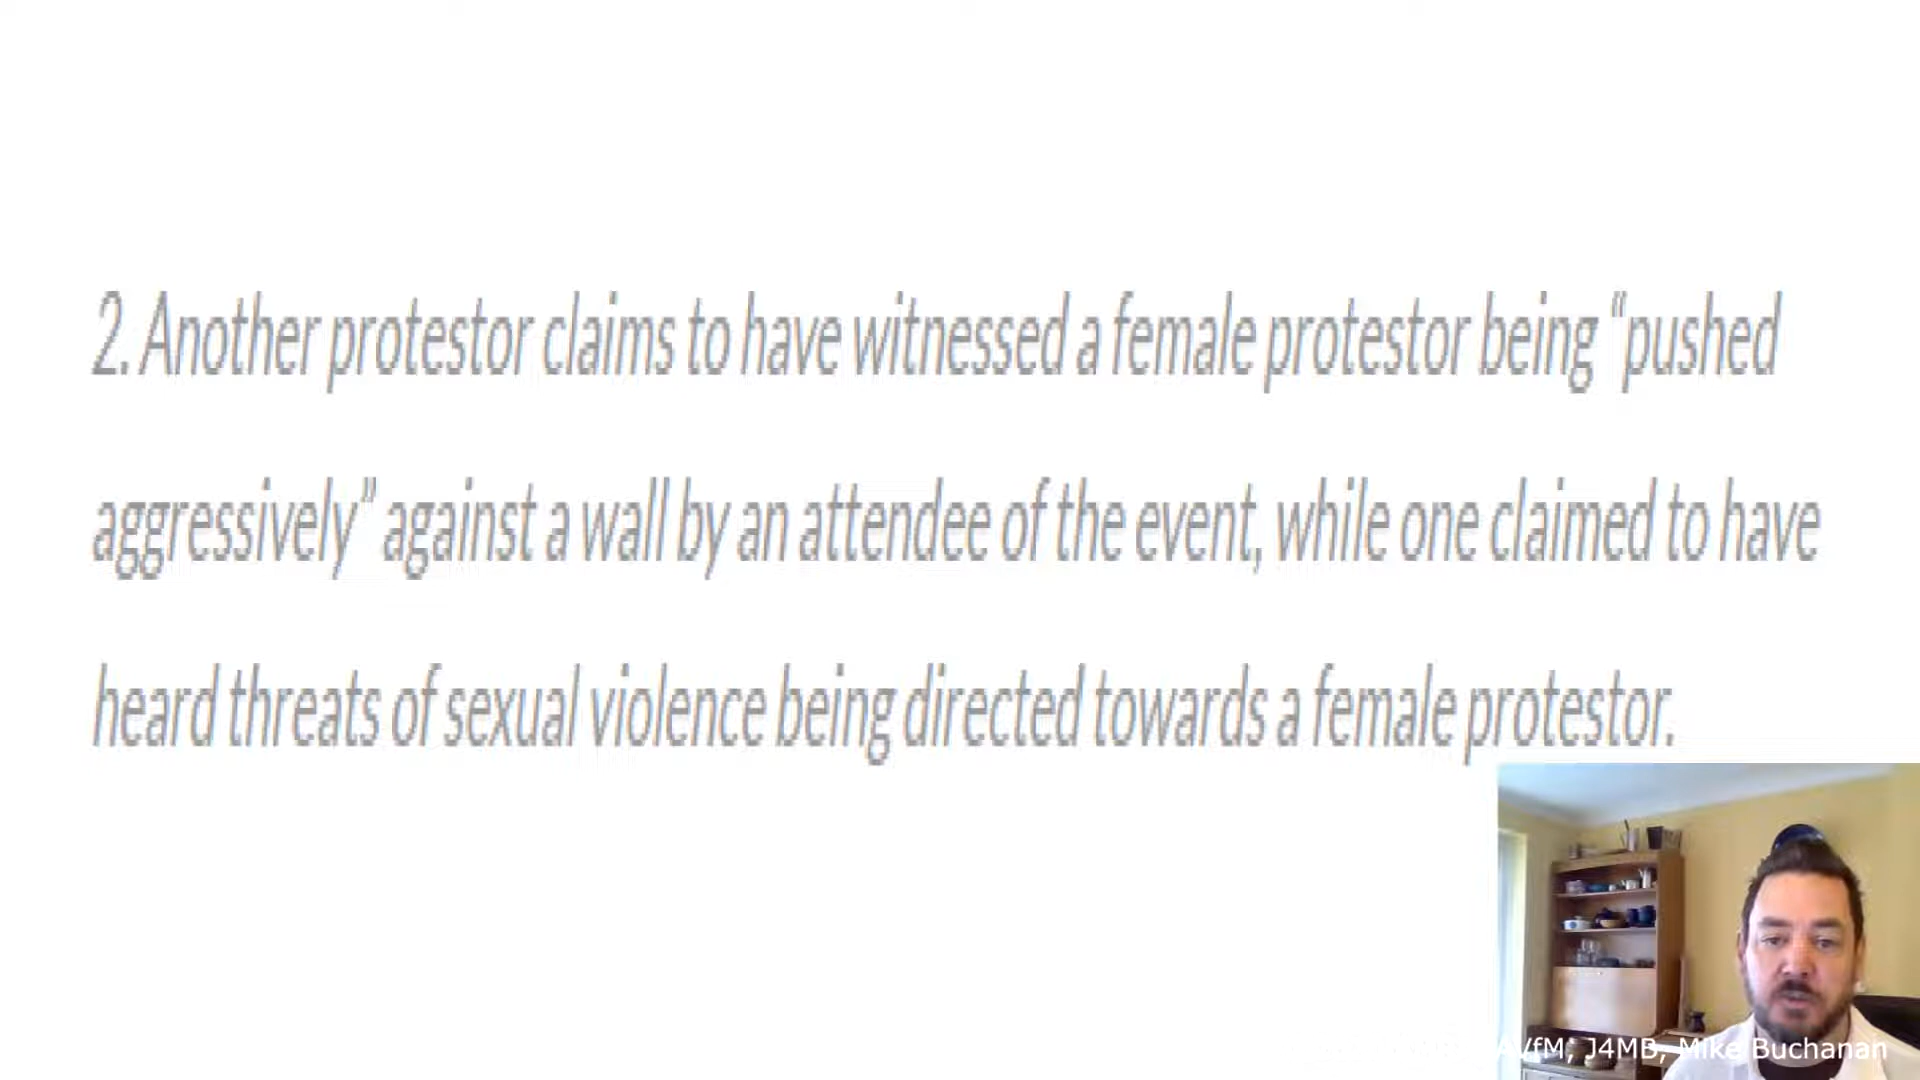 2. Another protestor claims to have witnessed a female protestor being “pushed
aggressively” against a wall by an attendee of the event, while one claimed to have
heard threats of sexual violence being directed towards a female protestor.
AVfM; J4MB, Mike Buchanan